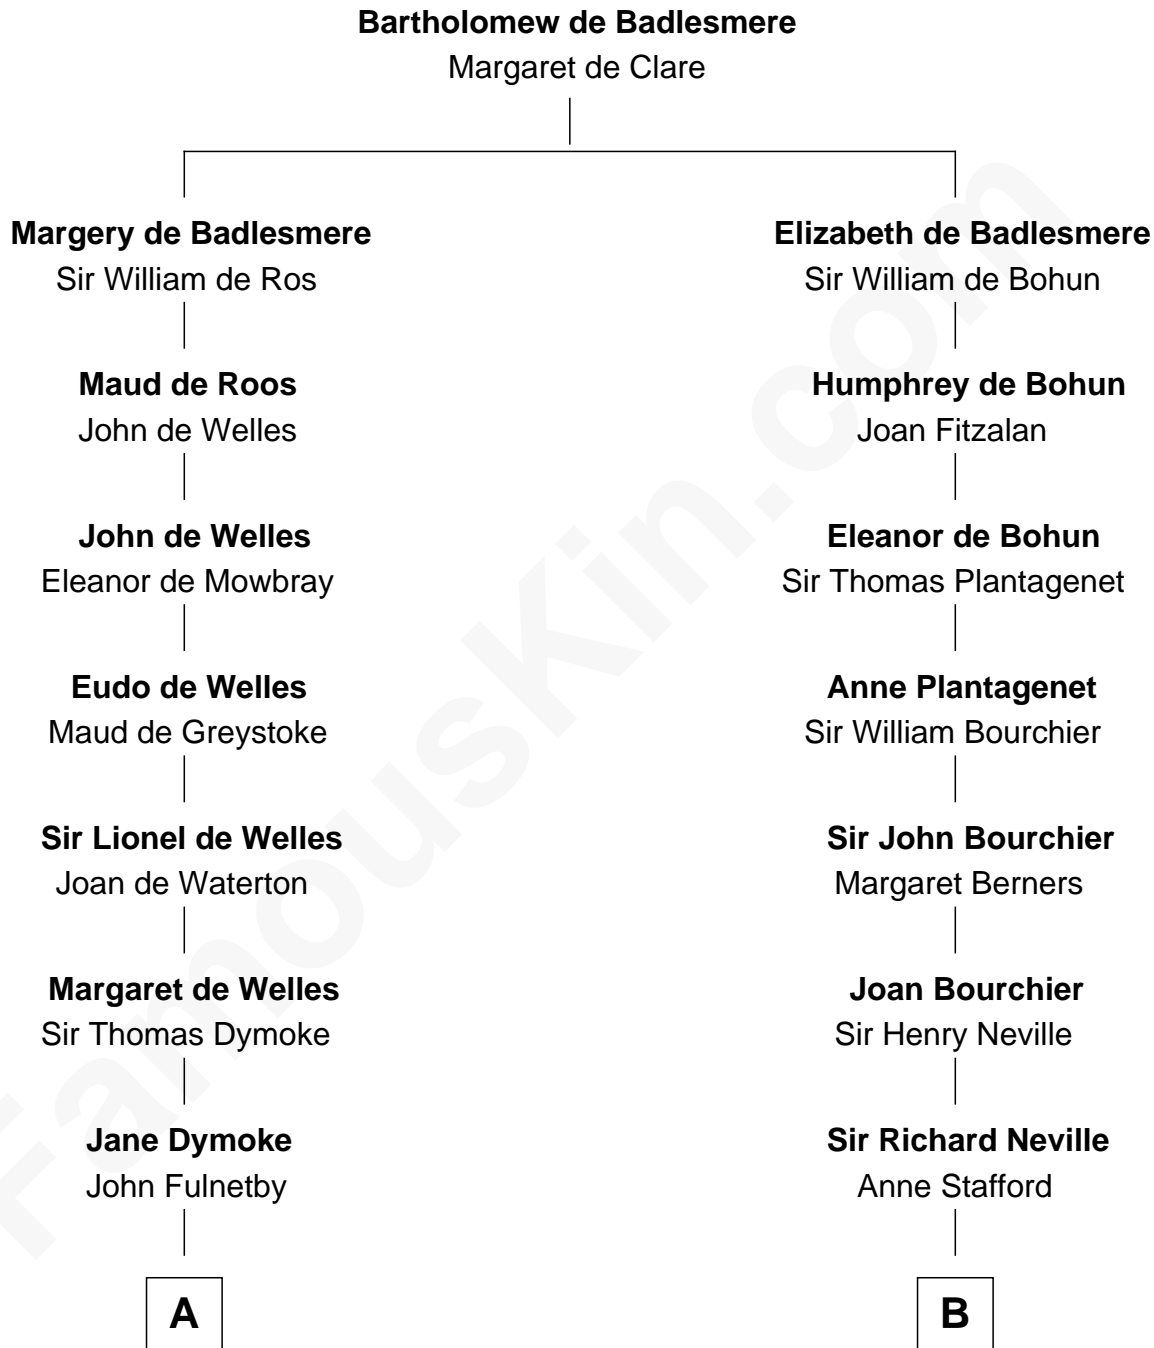 Bartholomew de Badlesmere
Margaret de Clare
Margery de Badlesmere
Sir William de Ros
Elizabeth de Badlesmere
Sir William de Bohun
Maud de Roos
John de Welles
Humphrey de Bohun
Joan Fitzalan
John de Welles
Eleanor de Mowbray
Eleanor de Bohun
Sir Thomas Plantagenet
Eudo de Welles
Maud de Greystoke
Anne Plantagenet
Sir William Bourchier
Sir Lionel de Welles
Joan de Waterton
Sir John Bourchier
Margaret Berners
Margaret de Welles
Sir Thomas Dymoke
Joan Bourchier
Sir Henry Neville
Jane Dymoke
John Fulnetby
Sir Richard Neville
Anne Stafford
A
B
FamousKin.com